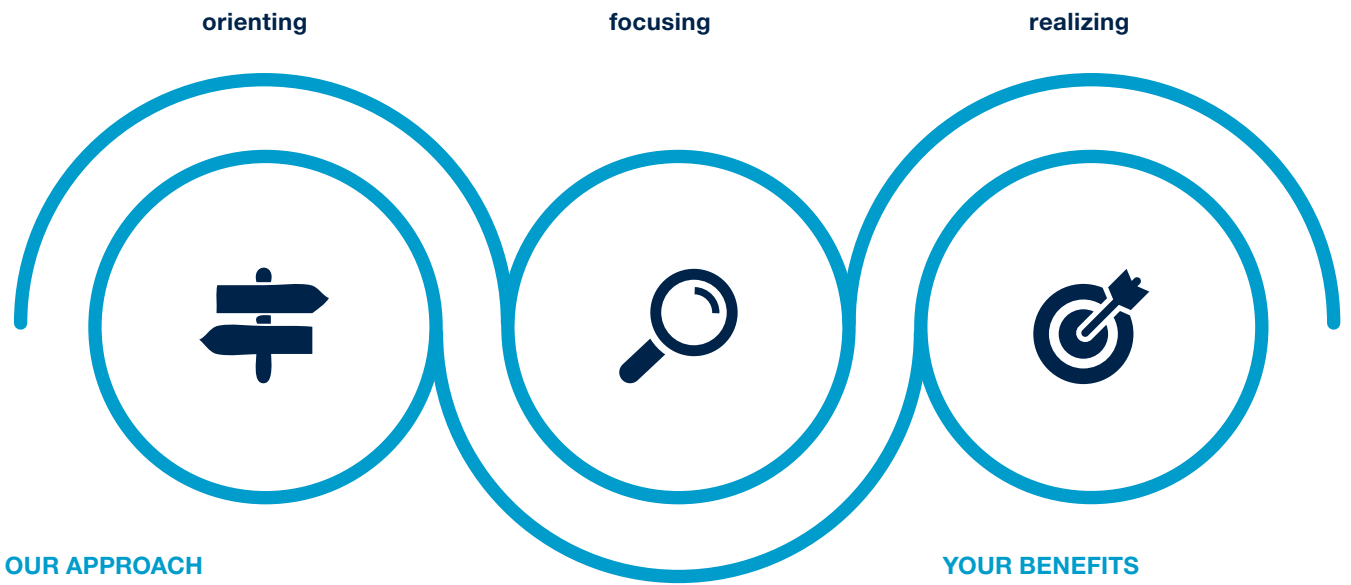 orienting
focusing
realizing
OUR APPROACH
YOUR BENEFITS